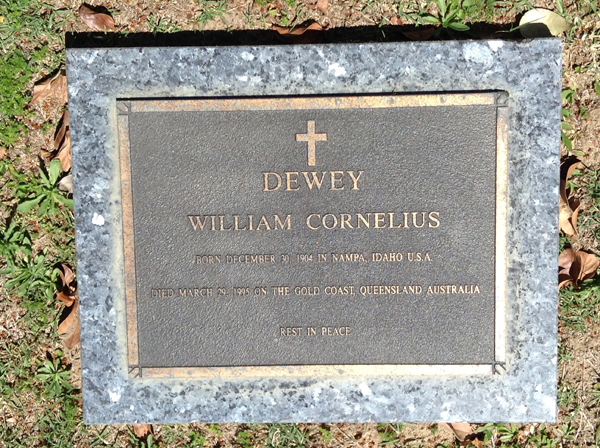 DEWEY
WILLIAM CORNELIUS
BORN DECEMBER 30, 1904 IN NAMPA, IDAHO U.S.A.
DIED MARCH 29, 1995 ON THE GOLD COAST, QUEENSLAND AUSTRALIA
REST IN PEACE